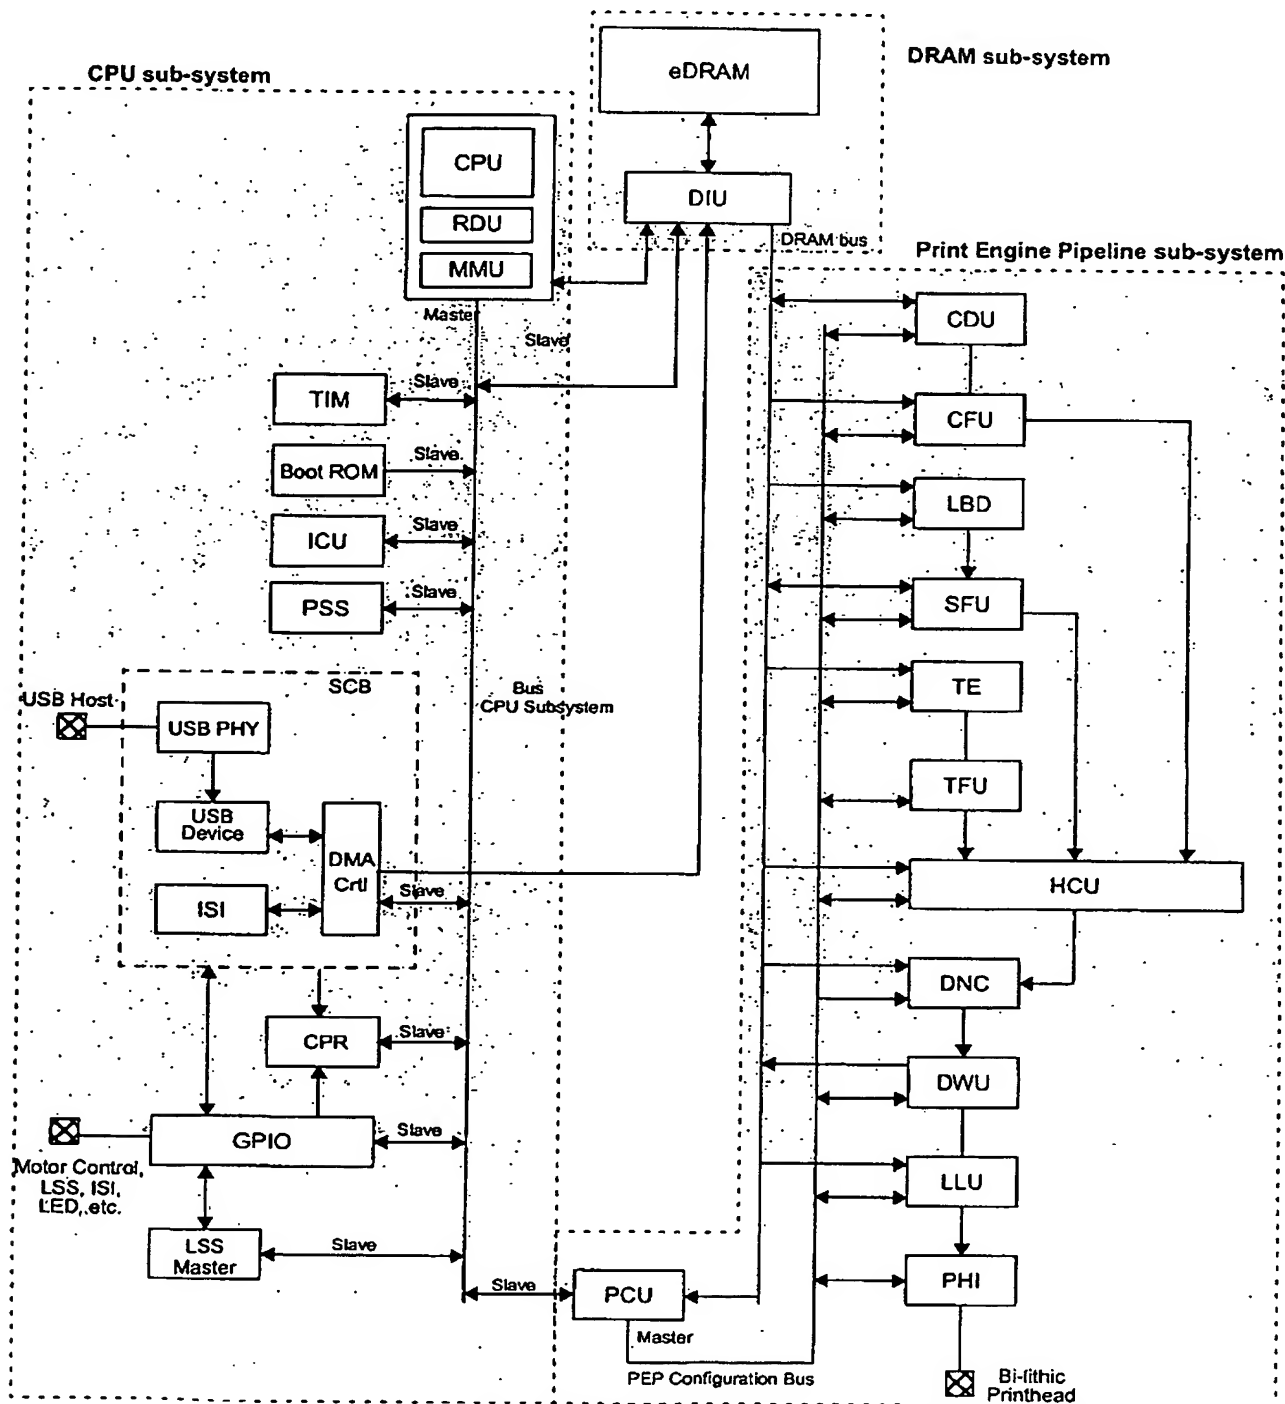 CPU sub-system
DRAM sub-system
eDRAM
CPU
RDU
MMU
DIU
DRAM bus
Print Engine Pipeline sub-system
Master
Slave
CDU
TIM
Slave
CFU
Boot ROM
Slave
LBD
ICU
Slave
PSS
Slave
SFU
SCB
Bus
CPU Subsystem
TE
USB Host
USB PHY
TFU
USB
Device
DMA
Crtl
HCU
Slave
ISI
DNC
CPR
Slave
DWU
GPIO
Slave
Motor Control,
LSS, ISI,
LED, etc.
LLU
LSS
Master
Slave
PHI
Slave
PCU
Master
PEP Configuration Bus
Bi-lithic
Printhead